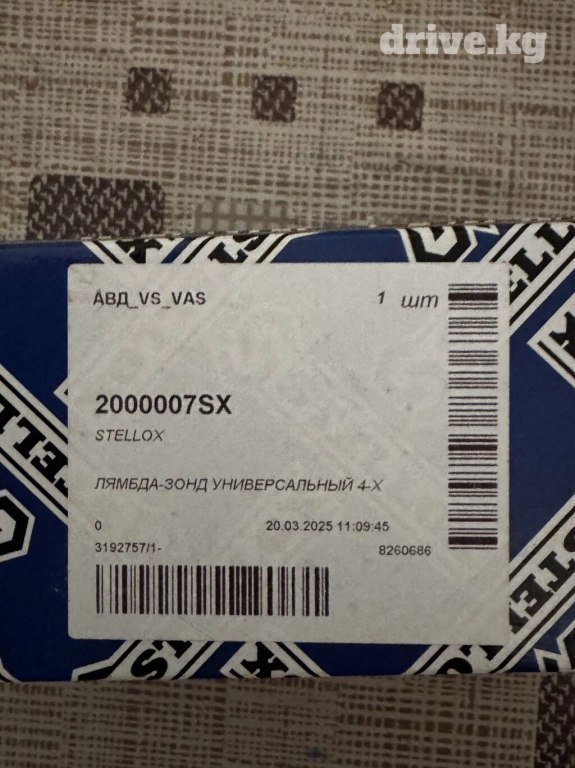 drive.kg
АВД_VS_VAS 1 шт
2000007SX
STELLOX
ЛЯМБДА-ЗОНД УНИВЕРСАЛЬНЫЙ 4-Х
0 20.03.2025 11:09:45
3192757/1- 8260686